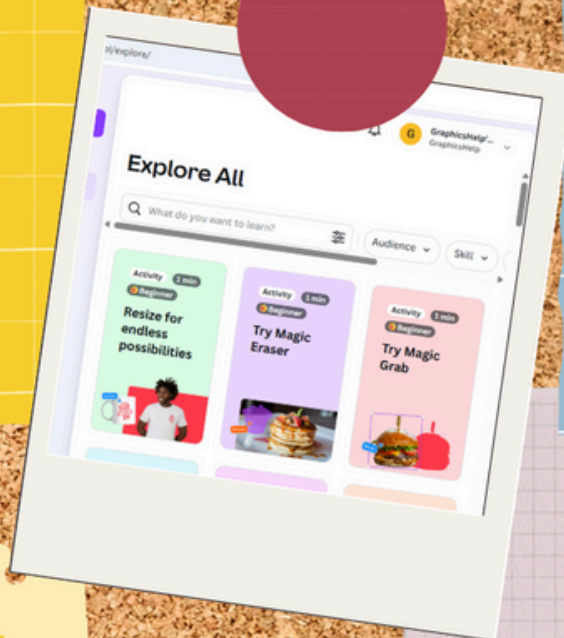 /explore/
G
GraphicsHelp'...
GraphicsHelp
Explore All
What do you want to learn?
Audience
Skill
Activity 1 min
Beginner
Resize for
endless
possibilities
Activity 1 min
Beginner
Try Magic
Eraser
Activity 1 min
Beginner
Try Magic
Grab